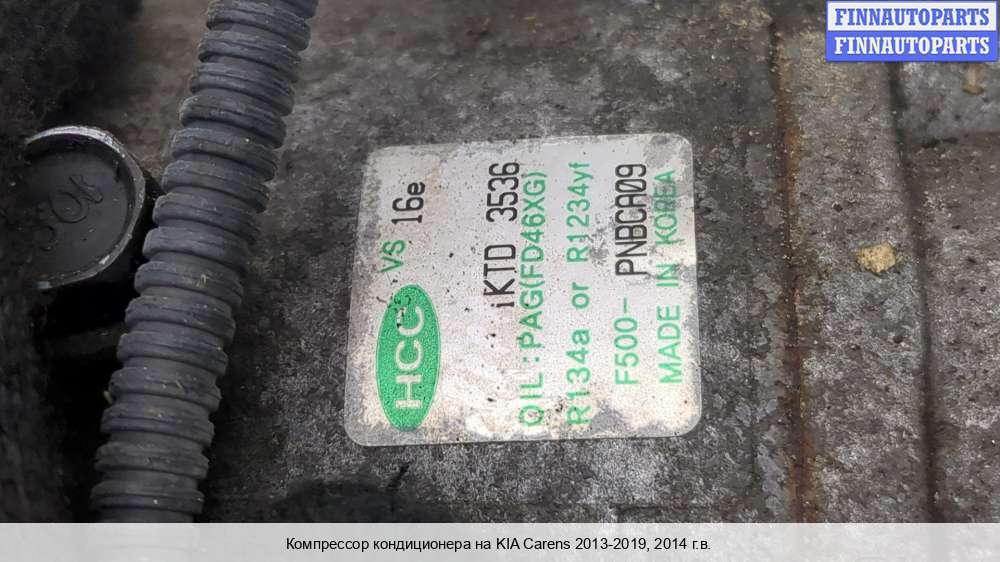 FINNAUTOPARTS
FINNAUTOPARTS
HCC VS 16e
iKTD 3536
OIL:PAG(FD46XG)
R134a or R1234yf
F500- PNBCA09
MADE IN KOREA
Компрессор кондиционера на KIA Carens 2013-2019, 2014 г.в.